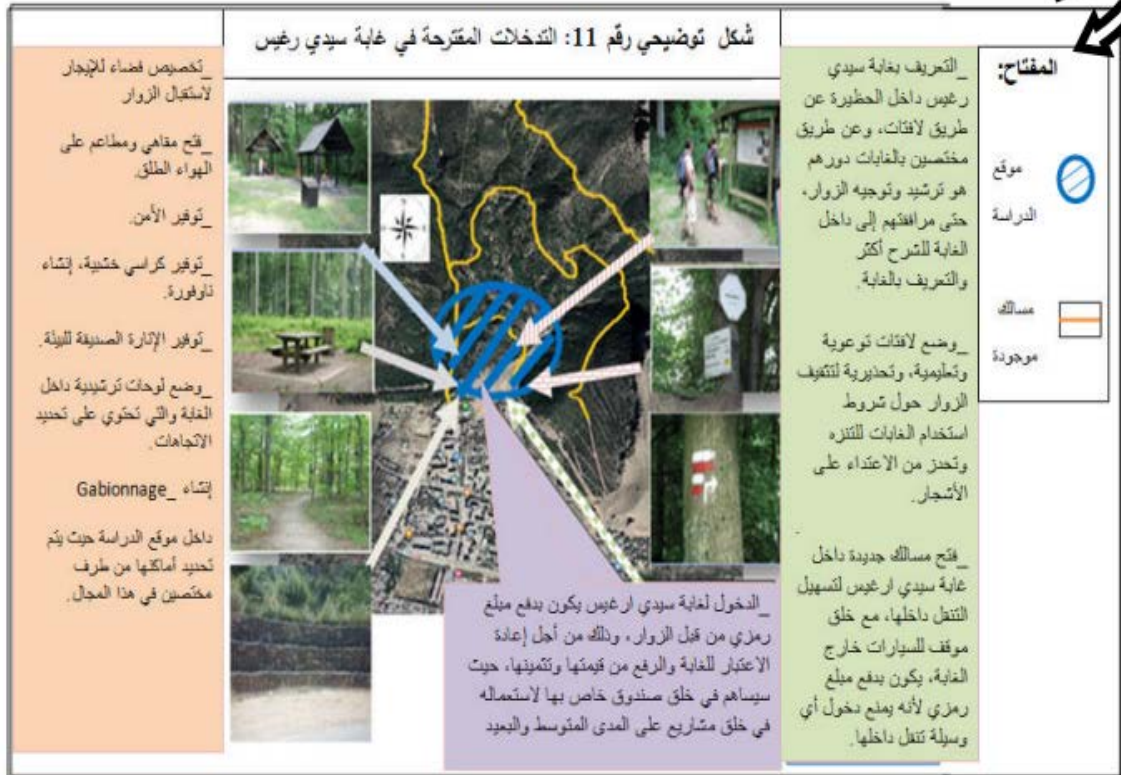 شكل توضيحي رقم 11: التدخلات المقترحة في غابة سيدي رغيس
المفتاح:
موقع
الدراسة
مسالك
موجودة
_التعريف بغابة سيدي
رغيس داخل الحظيرة عن
طريق لافتات، وعن طريق
مختصين بالغابات دورهم
هو ترشيد وتوجيه الزوار،
حتى مرافقتهم إلى داخل
الغابة للشرح أكثر
والتعريف بالغابة.
_وضع لافتات توعوية
وتعليمية، وتحذيرية لتثقيف
الزوار حول شروط
استخدام الغابات للتنزه
وتحذر من الاعتداء على
الأشجار.
_فتح مسالك جديدة داخل
غابة سيدي ارغيس لتسهيل
التنقل داخلها، مع خلق
موقف للسيارات خارج
الغابة، يكون بدفع مبلغ
رمزي لأنه يمنع دخول أي
وسيلة تنقل داخلها.
_الدخول لغابة سيدي ارغيس يكون بدفع مبلغ
رمزي من قبل الزوار، وذلك من أجل إعادة
الاعتبار للغابة والرفع من قيمتها وتثمينها، حيث
سيساهم في خلق صندوق خاص بها لاستعماله
في خلق مشاريع على المدى المتوسط والبعيد
_تخصيص فضاء للإيجار
لاستقبال الزوار
_فتح مقاهي ومطاعم على
الهواء الطلق.
_توفير الأمن.
_توفير كراسي خشبية، إنشاء
نافورة.
_توفير الإنارة الصديقة للبيئة.
_وضع لوحات ترشيدية داخل
الغابة والتي تحتوي على تحديد
الاتجاهات.
إنشاء _Gabionnage
داخل موقع الدراسة حيث يتم
تحديد أماكنها من طرف
مختصين في هذا المجال.